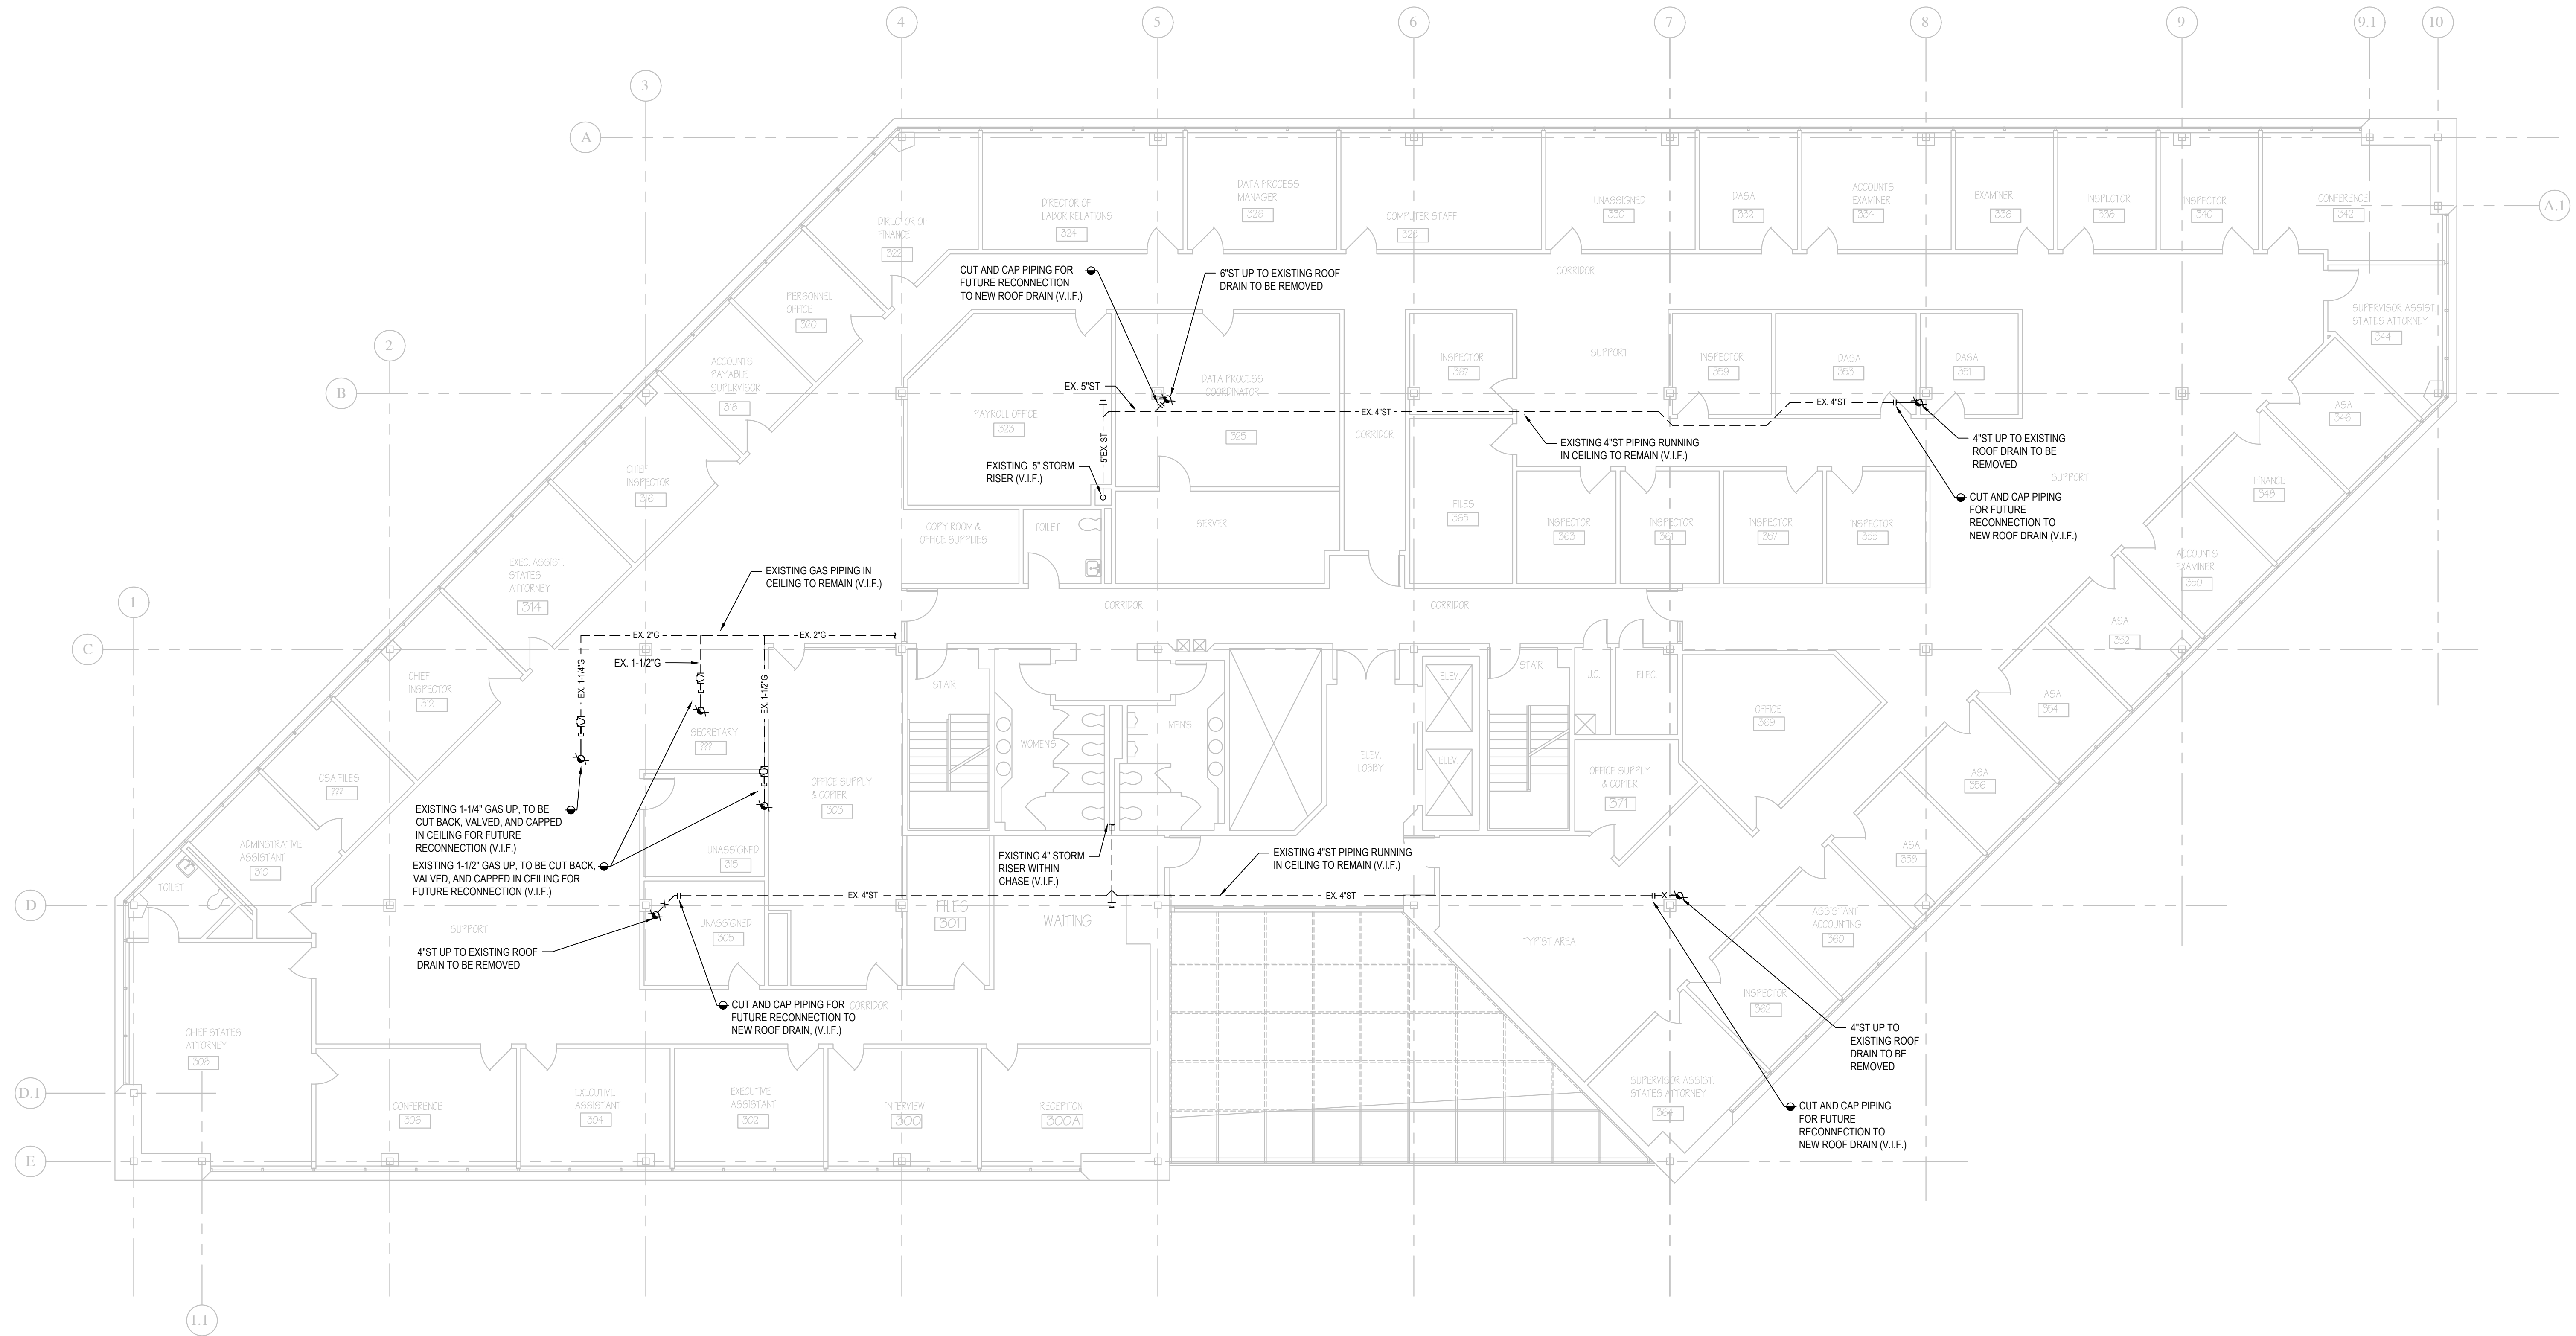 4
5
6
7
8
9
9.1
10
3
A
2
B
A.1
1
C
D
D.1
E
1.1
DIRECTOR OF
FINANCE
322
DIRECTOR OF
LABOR RELATIONS
324
DATA PROCESS
MANAGER
326
COMPUTER STAFF
328
UNASSIGNED
330
DASA
332
ACCOUNTS
EXAMINER
334
EXAMINER
336
INSPECTOR
338
INSPECTOR
340
CONFERENCE
342
CORRIDOR
CUT AND CAP PIPING FOR
FUTURE RECONNECTION
TO NEW ROOF DRAIN (V.I.F.)
6"ST UP TO EXISTING ROOF
DRAIN TO BE REMOVED
PERSONNEL
OFFICE
320
SUPERVISOR ASSIST.
STATES ATTORNEY
344
ACCOUNTS
PAYABLE
SUPERVISOR
318
PAYROLL OFFICE
323
EX. 5"ST
5"EX. ST
DATA PROCESS
COORDINATOR
325
INSPECTOR
367
SUPPORT
INSPECTOR
359
DASA
353
DASA
351
EX. 4"ST
EX. 4"ST
CORRIDOR
EXISTING 4"ST PIPING RUNNING
IN CEILING TO REMAIN (V.I.F.)
4"ST UP TO EXISTING
ROOF DRAIN TO BE
REMOVED
SUPPORT
ASA
346
EXISTING 5" STORM
RISER (V.I.F.)
CHIEF
INSPECTOR
316
FINANCE
348
CUT AND CAP PIPING
FOR FUTURE
RECONNECTION TO
NEW ROOF DRAIN (V.I.F.)
COPY ROOM &
OFFICE SUPPLIES
TOILET
SERVER
FILES
365
INSPECTOR
363
INSPECTOR
361
INSPECTOR
357
INSPECTOR
355
EXEC. ASSIST.
STATES
ATTORNEY
314
EXISTING GAS PIPING IN
CEILING TO REMAIN (V.I.F.)
ACCOUNTS
EXAMINER
350
CORRIDOR
CORRIDOR
EX. 2"G
EX. 2"G
EX. 1-1/4"G
EX. 1-1/2"G
EX. 1-1/2"G
ASA
352
CHIEF
INSPECTOR
312
STAIR
WOMENS
MENS
ELEV.
LOBBY
ELEV.
ELEV.
STAIR
J.C.
ELEC.
OFFICE
369
ASA
354
SECRETARY
???
CSA FILES
???
OFFICE SUPPLY
& COPIER
303
OFFICE SUPPLY
& COPIER
371
ASA
356
EXISTING 1-1/4" GAS UP, TO BE
CUT BACK, VALVED, AND CAPPED
IN CEILING FOR FUTURE
RECONNECTION (V.I.F.)
EXISTING 1-1/2" GAS UP, TO BE CUT BACK,
VALVED, AND CAPPED IN CEILING FOR
FUTURE RECONNECTION (V.I.F.)
ADMINSTRATIVE
ASSISTANT
310
UNASSIGNED
315
EXISTING 4" STORM
RISER WITHIN
CHASE (V.I.F.)
EXISTING 4"ST PIPING RUNNING
IN CEILING TO REMAIN (V.I.F.)
ASA
358
TOILET
EX. 4"ST
EX. 4"ST
SUPPORT
UNASSIGNED
305
FILES
301
WAITING
ASSISTANT
ACCOUNTING
360
TYPIST AREA
4"ST UP TO EXISTING ROOF
DRAIN TO BE REMOVED
CUT AND CAP PIPING FOR
FUTURE RECONNECTION TO
NEW ROOF DRAIN, (V.I.F.)
CORRIDOR
INSPECTOR
362
CHIEF STATES
ATTORNEY
308
4"ST UP TO
EXISTING ROOF
DRAIN TO BE
REMOVED
CONFERENCE
306
EXECUTIVE
ASSISTANT
304
EXECUTIVE
ASSISTANT
302
INTERVIEW
300
RECEPTION
300A
SUPERVISOR ASSIST.
STATES ATTORNEY
364
CUT AND CAP PIPING
FOR FUTURE
RECONNECTION TO
NEW ROOF DRAIN (V.I.F.)